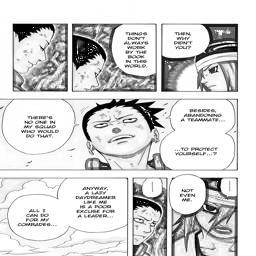 THEN,
WHY
DIDN'T
YOU?
THINGS
DON'T
ALWAYS
WORK
BY THE
BOOK
IN THIS
WORLD.
BESIDES,
ABANDONING
A
TEAMMATE...
...TO
PROTECT
YOURSELF...?
THERE'S
NO ONE
IN MY
SQUAD
WHO WOULD
DO THAT.
NOT
EVEN
ME.
ANYWAY,
A LAZY
DAYDREAMER
LIKE ME
IS A POOR
EXCUSE FOR
A LEADER...
ALL I
CAN DO
FOR MY
COMRADES...